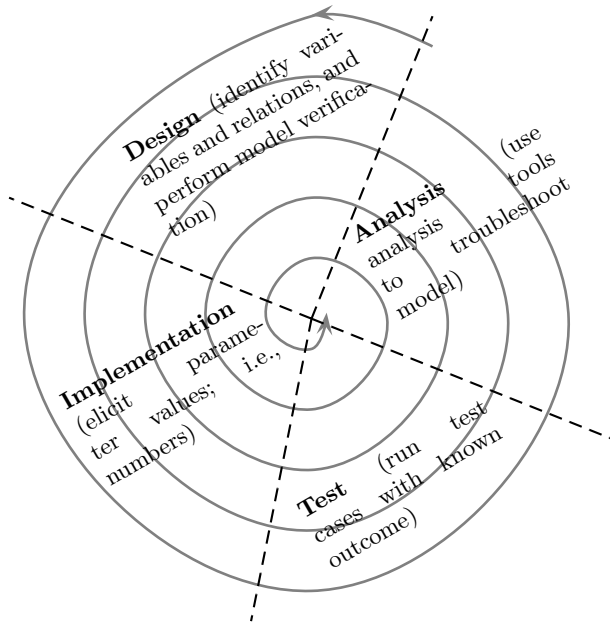 Design (identify vari-
ables and relations, and
perform model verifica-
tion)
Analysis (use
analysis tools
to troubleshoot
model)
Implementation
(elicit parame-
ter values; i.e.,
numbers)
Test (run test
cases with known
outcome)